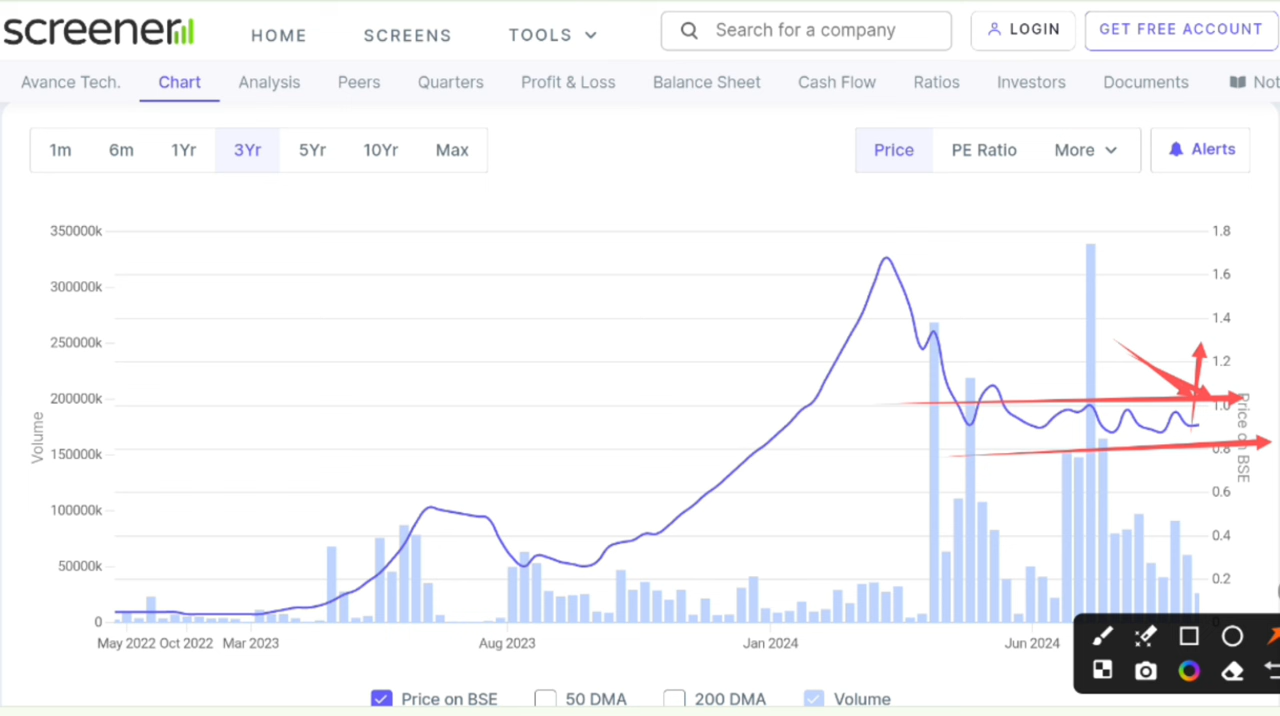 screener HOME SCREENS TOOLS Search for a company LOGIN GET FREE ACCOUNT
Avance Tech. Chart Analysis Peers Quarters Profit & Loss Balance Sheet Cash Flow Ratios Investors Documents Not
1m 6m 1Yr 3Yr 5Yr 10Yr Max Price PE Ratio More Alerts
350000k 1.8
1.6
300000k
1.4
250000k
1.2
200000k
1.0
Volume Price on BSE
150000k 0.8
0.6
100000k
0.4
50000k
0.2
0 0
May 2022 Oct 2022 Mar 2023 Aug 2023 Jan 2024 Jun 2024
Price on BSE 50 DMA 200 DMA Volume